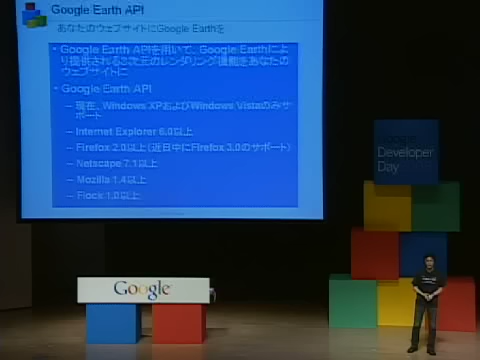 Google Earth API
あなたのウェブサイトにGoogle Earthを
• Google Earth APIを用いて、Google Earthによ
り提供される3次元のレンダリング機能をあなたの
ウェブサイトに
• Google Earth API
– 現在、Windows XPおよびWindows Vistaのみサ
ポート
– Internet Explorer 6.0以上
– Firefox 2.0以上（近日中にFirefox 3.0のサポート）
– Netscape 7.1以上
– Mozilla 1.4以上
– Flock 1.0以上
Developer
Day
Google